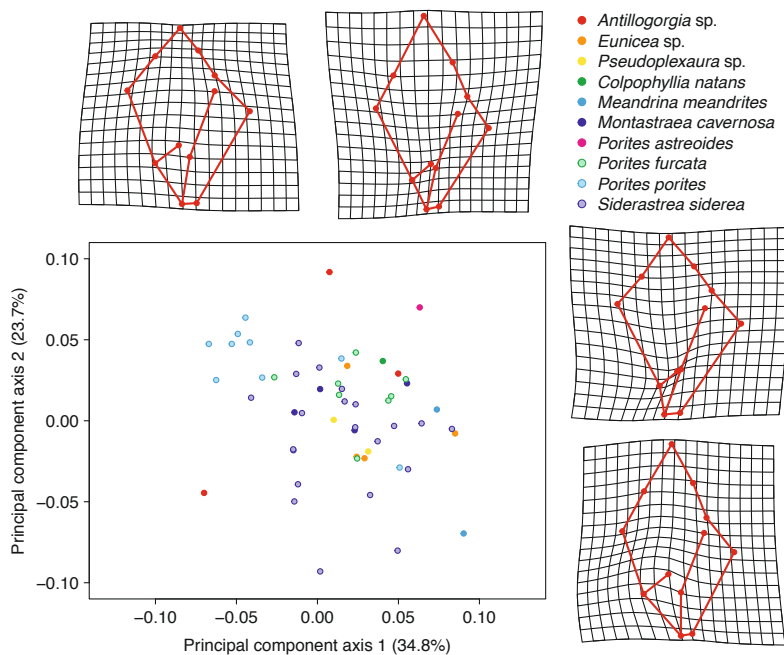 Antillogorgia sp.
Eunicea sp.
Pseudoplexaura sp.
Colpophyllia natans
Meandrina meandrites
Montastraea cavernosa
Porites astreoides
Porites furcata
Porites porites
Siderastrea siderea
Principal component axis 2 (23.7%)
0.10
0.05
0.00
−0.05
−0.10
−0.10
−0.05
0.00
0.05
0.10
Principal component axis 1 (34.8%)